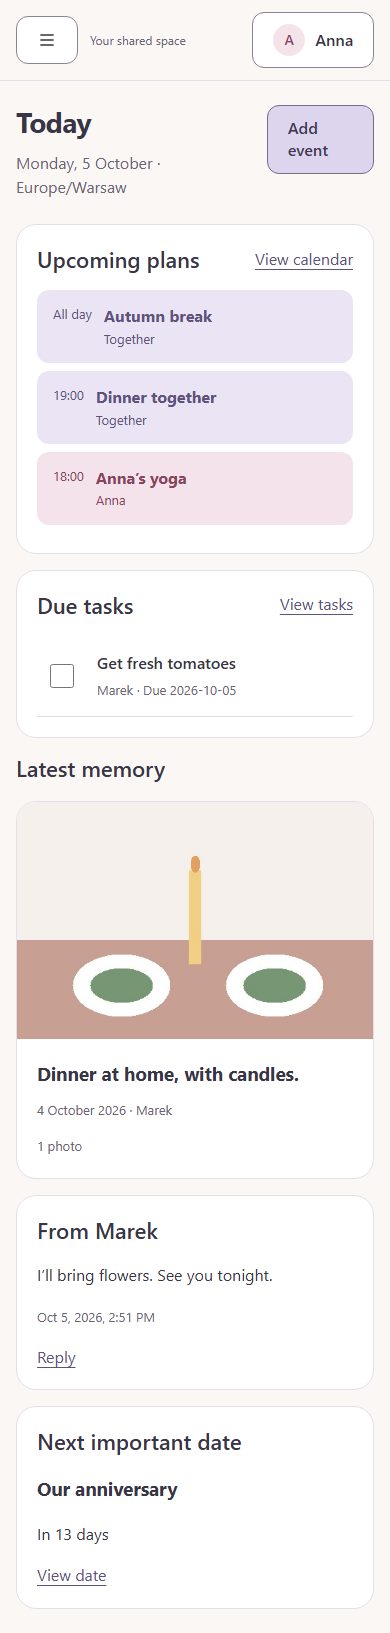 Your shared space
A Anna
Today
Add
event
Monday, 5 October ·
Europe/Warsaw
Upcoming plans
View calendar
All day Autumn break
Together
19:00 Dinner together
Together
18:00 Anna’s yoga
Anna
Due tasks
View tasks
Get fresh tomatoes
Marek · Due 2026-10-05
Latest memory
Dinner at home, with candles.
4 October 2026 · Marek
1 photo
From Marek
I’ll bring flowers. See you tonight.
Oct 5, 2026, 2:51 PM
Reply
Next important date
Our anniversary
In 13 days
View date